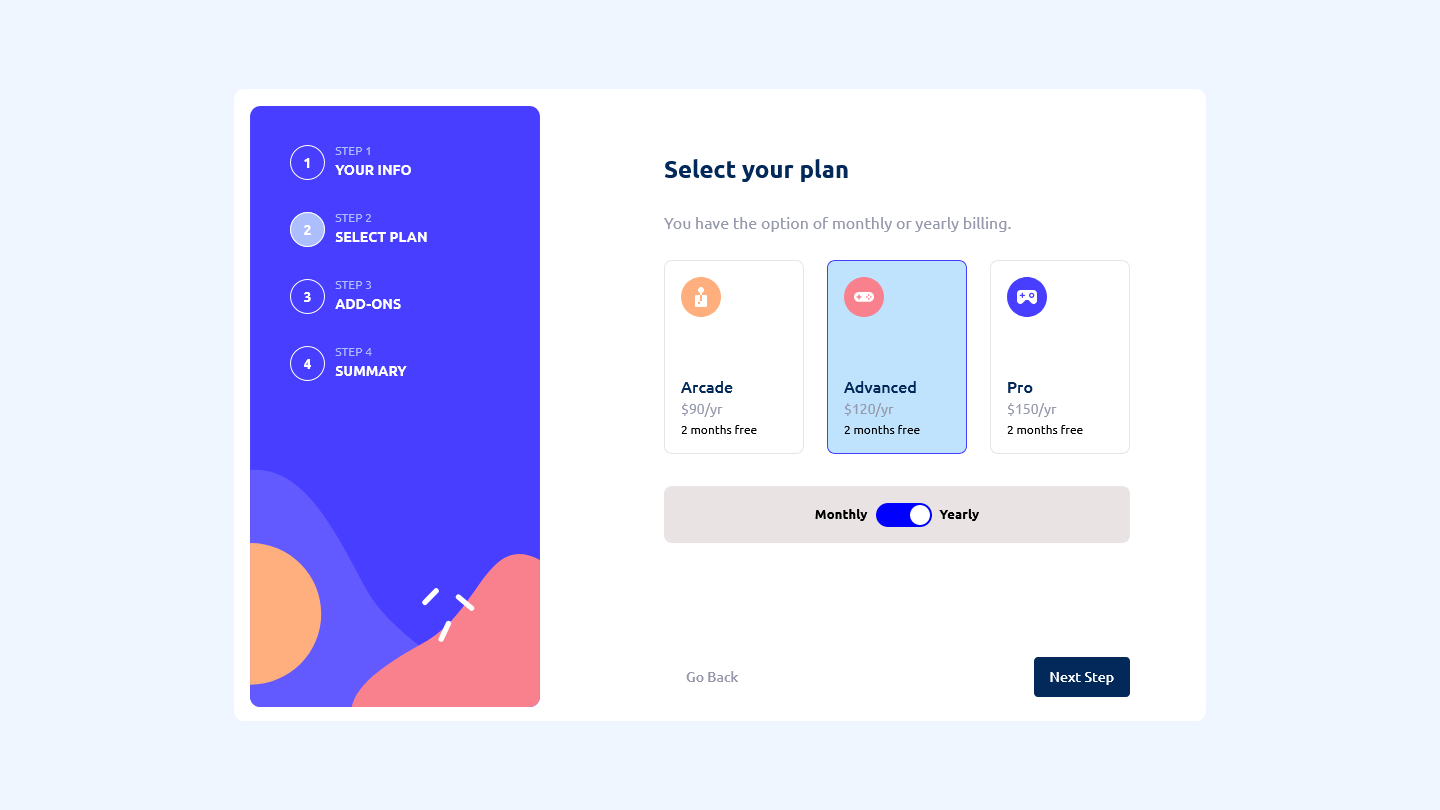 1
STEP 1
YOUR INFO
2
STEP 2
SELECT PLAN
3
STEP 3
ADD-ONS
4
STEP 4
SUMMARY
Select your plan
You have the option of monthly or yearly billing.
Arcade
$90/yr
2 months free
Advanced
$120/yr
2 months free
Pro
$150/yr
2 months free
Monthly
Yearly
Go Back
Next Step